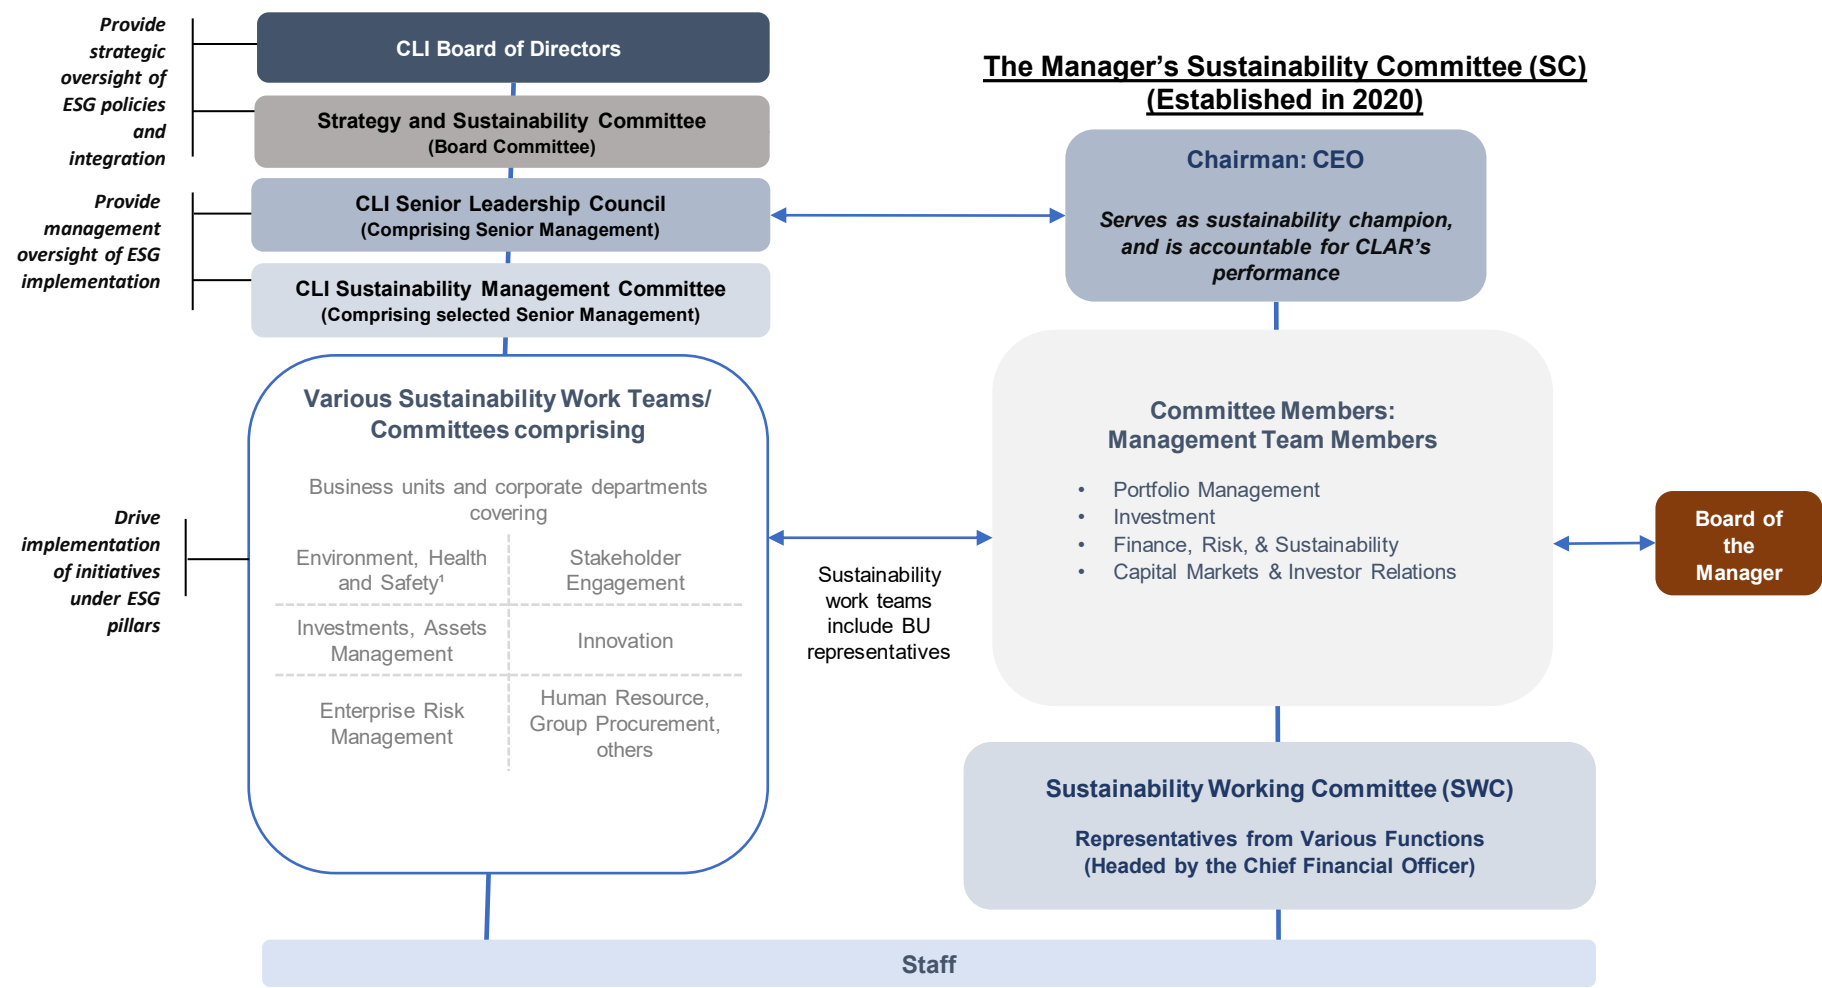 Provide
strategic
oversight of
ESG policies
and
integration
CLI Board of Directors
Strategy and Sustainability Committee
(Board Committee)
Provide
management
oversight of ESG
implementation
CLI Senior Leadership Council
(Comprising Senior Management)
CLI Sustainability Management Committee
(Comprising selected Senior Management)
Drive
implementation
of initiatives
under ESG
pillars
Various Sustainability Work Teams/
Committees comprising
Business units and corporate departments
covering
Environment, Health
and Safety¹
Stakeholder
Engagement
Investments, Assets
Management
Innovation
Enterprise Risk
Management
Human Resource,
Group Procurement,
others
Sustainability
work teams
include BU
representatives
The Manager’s Sustainability Committee (SC)
(Established in 2020)
Chairman: CEO
Serves as sustainability champion,
and is accountable for CLAR’s
performance
Committee Members:
Management Team Members
• Portfolio Management
• Investment
• Finance, Risk, & Sustainability
• Capital Markets & Investor Relations
Board of
the
Manager
Sustainability Working Committee (SWC)
Representatives from Various Functions
(Headed by the Chief Financial Officer)
Staff